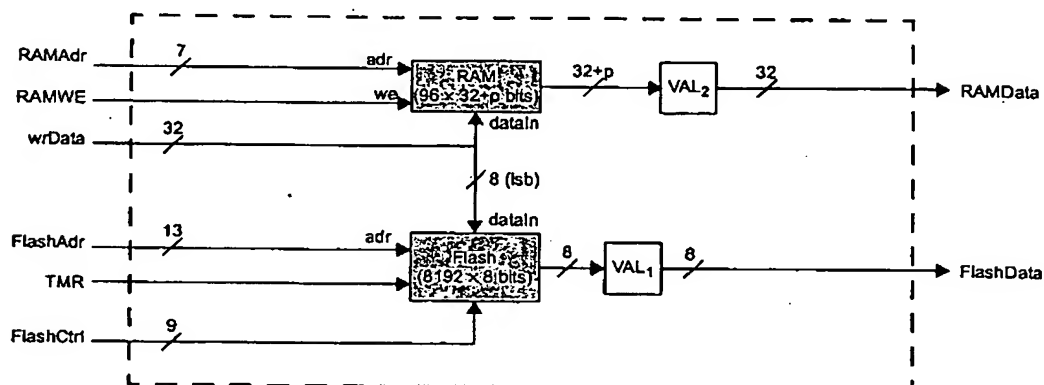 RAMAdr
7
adr
RAM
(96 × 32+p bits)
32+p
VAL2
32
RAMData
RAMWE
we
wrData
32
dataIn
8 (lsb)
dataIn
FlashAdr
13
adr
Flash
(8192 × 8 bits)
8
VAL1
8
FlashData
TMR
FlashCtrl
9